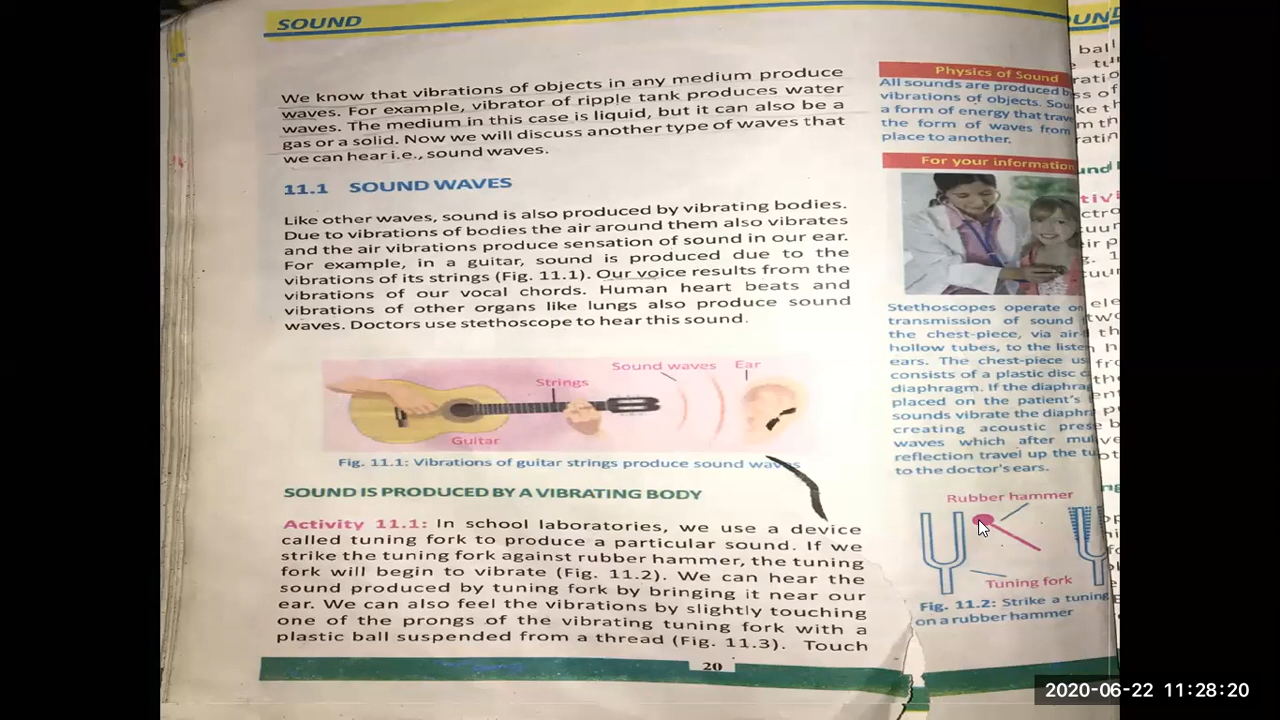 SOUND
We know that vibrations of objects in any medium produce
waves. For example, vibrator of ripple tank produces water
waves. The medium in this case is liquid, but it can also be a
gas or a solid. Now we will discuss another type of waves that
we can hear i.e., sound waves.
11.1 SOUND WAVES
Like other waves, sound is also produced by vibrating bodies.
Due to vibrations of bodies the air around them also vibrates
and the air vibrations produce sensation of sound in our ear.
For example, in a guitar, sound is produced due to the
vibrations of its strings (Fig. 11.1). Our voice results from the
vibrations of our vocal chords. Human heart beats and
vibrations of other organs like lungs also produce sound
waves. Doctors use stethoscope to hear this sound.
Sound waves
Ear
Strings
Guitar
Fig. 11.1: Vibrations of guitar strings produce sound waves
SOUND IS PRODUCED BY A VIBRATING BODY
Activity 11.1: In school laboratories, we use a device
called tuning fork to produce a particular sound. If we
strike the tuning fork against rubber hammer, the tuning
fork will begin to vibrate (Fig. 11.2). We can hear the
sound produced by tuning fork by bringing it near our
ear. We can also feel the vibrations by slightly touching
one of the prongs of the vibrating tuning fork with a
plastic ball suspended from a thread (Fig. 11.3). Touch
20
Physics of Sound
All sounds are produced
vibrations of objects.
a form of energy that
the form of waves from
place to another.
For your information
Stethoscopes operate
transmission of sound
the chest-piece, via
hollow tubes, to the
ears. The chest-piece
consists of a plastic disc
diaphragm. If the
placed on the patient's
sounds vibrate the
creating acoustic
waves which after
reflection travel up the
to the doctor's ears.
Rubber hammer
Tuning fork
Fig. 11.2: Strike a tuning
on a rubber hammer
2020-06-22 11:28:20